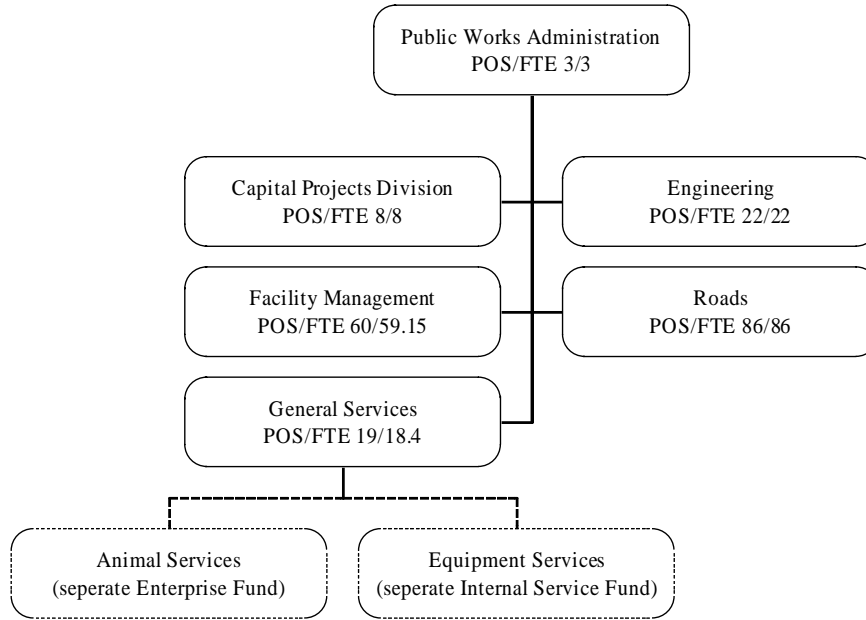 Public Works Administration
POS/FTE 3/3
Capital Projects Division
POS/FTE 8/8
Engineering
POS/FTE 22/22
Facility Management
POS/FTE 60/59.15
Roads
POS/FTE 86/86
General Services
POS/FTE 19/18.4
Animal Services
(seperate Enterprise Fund)
Equipment Services
(seperate Internal Service Fund)